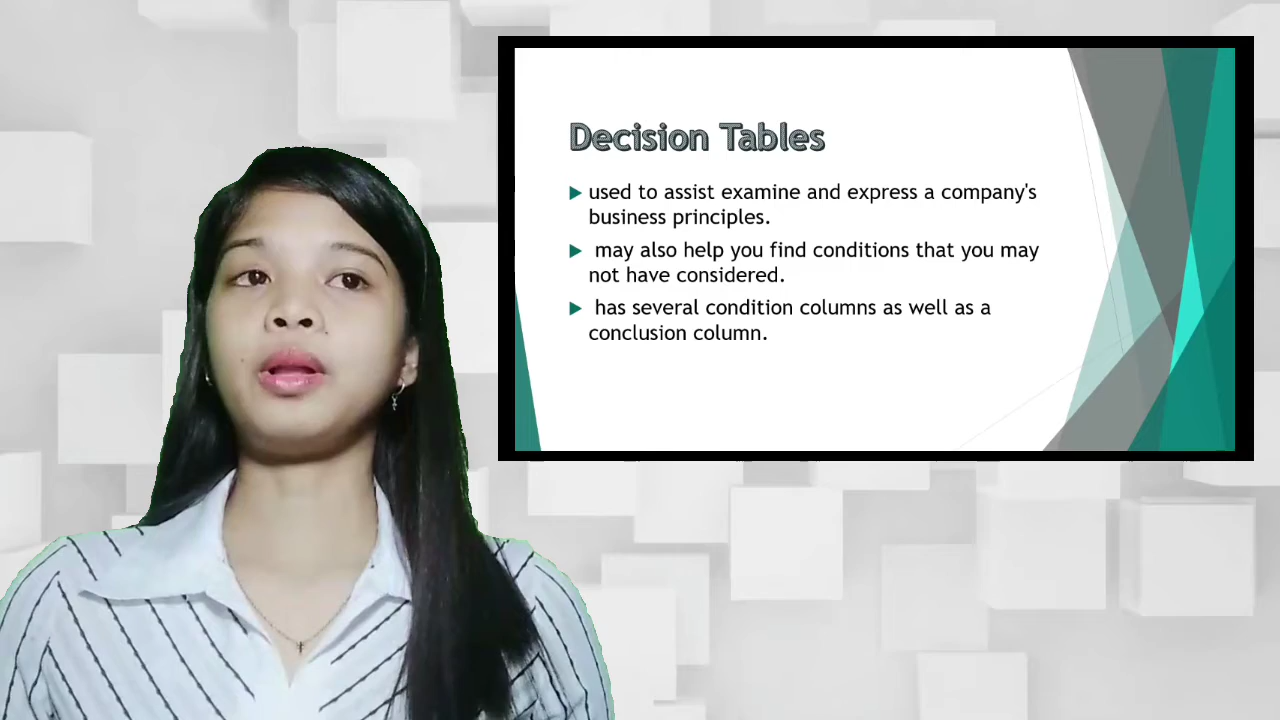 Decision Tables
used to assist examine and express a company's
business principles.
may also help you find conditions that you may
not have considered.
has several condition columns as well as a
conclusion column.